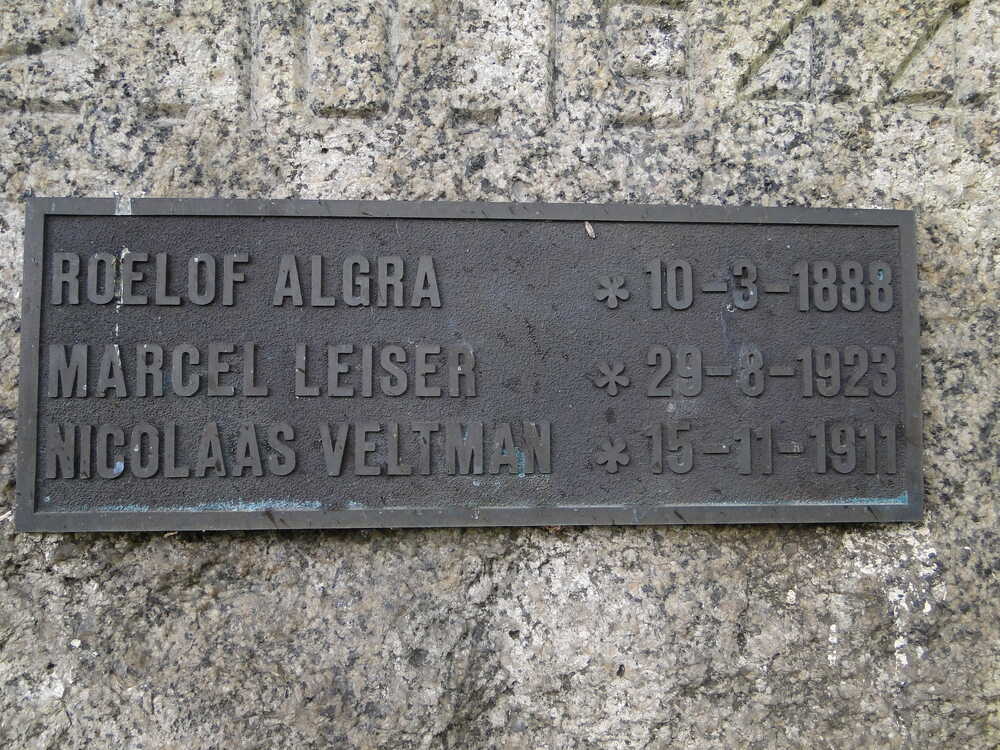 ROELOF ALGRA * 10-3-1888
MARCEL LEISER * 29-8-1923
NICOLAAS VELTMAN * 15-11-1911